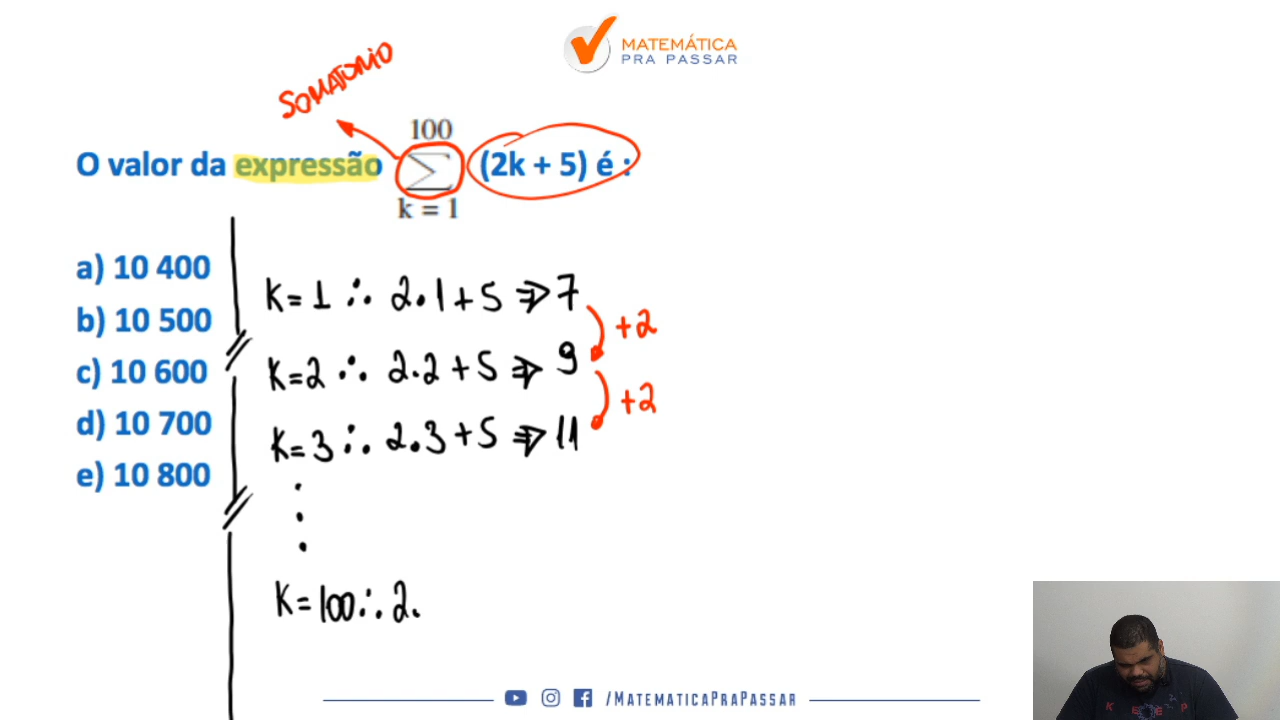 MATEMÁTICA
PRA PASSAR
SOMATORIO
100
O valor da expressão ∑ (2k + 5) é :
k = 1
a) 10 400
b) 10 500
c) 10 600
d) 10 700
e) 10 800
K=1 ∴ 2.1+5 ⇒ 7
+2
K=2 ∴ 2.2+5 ⇒ 9
+2
K=3 ∴ 2.3+5 ⇒ 11
K=100 ∴ 2.
/MATEMATICAPRAPASSAR
K E P